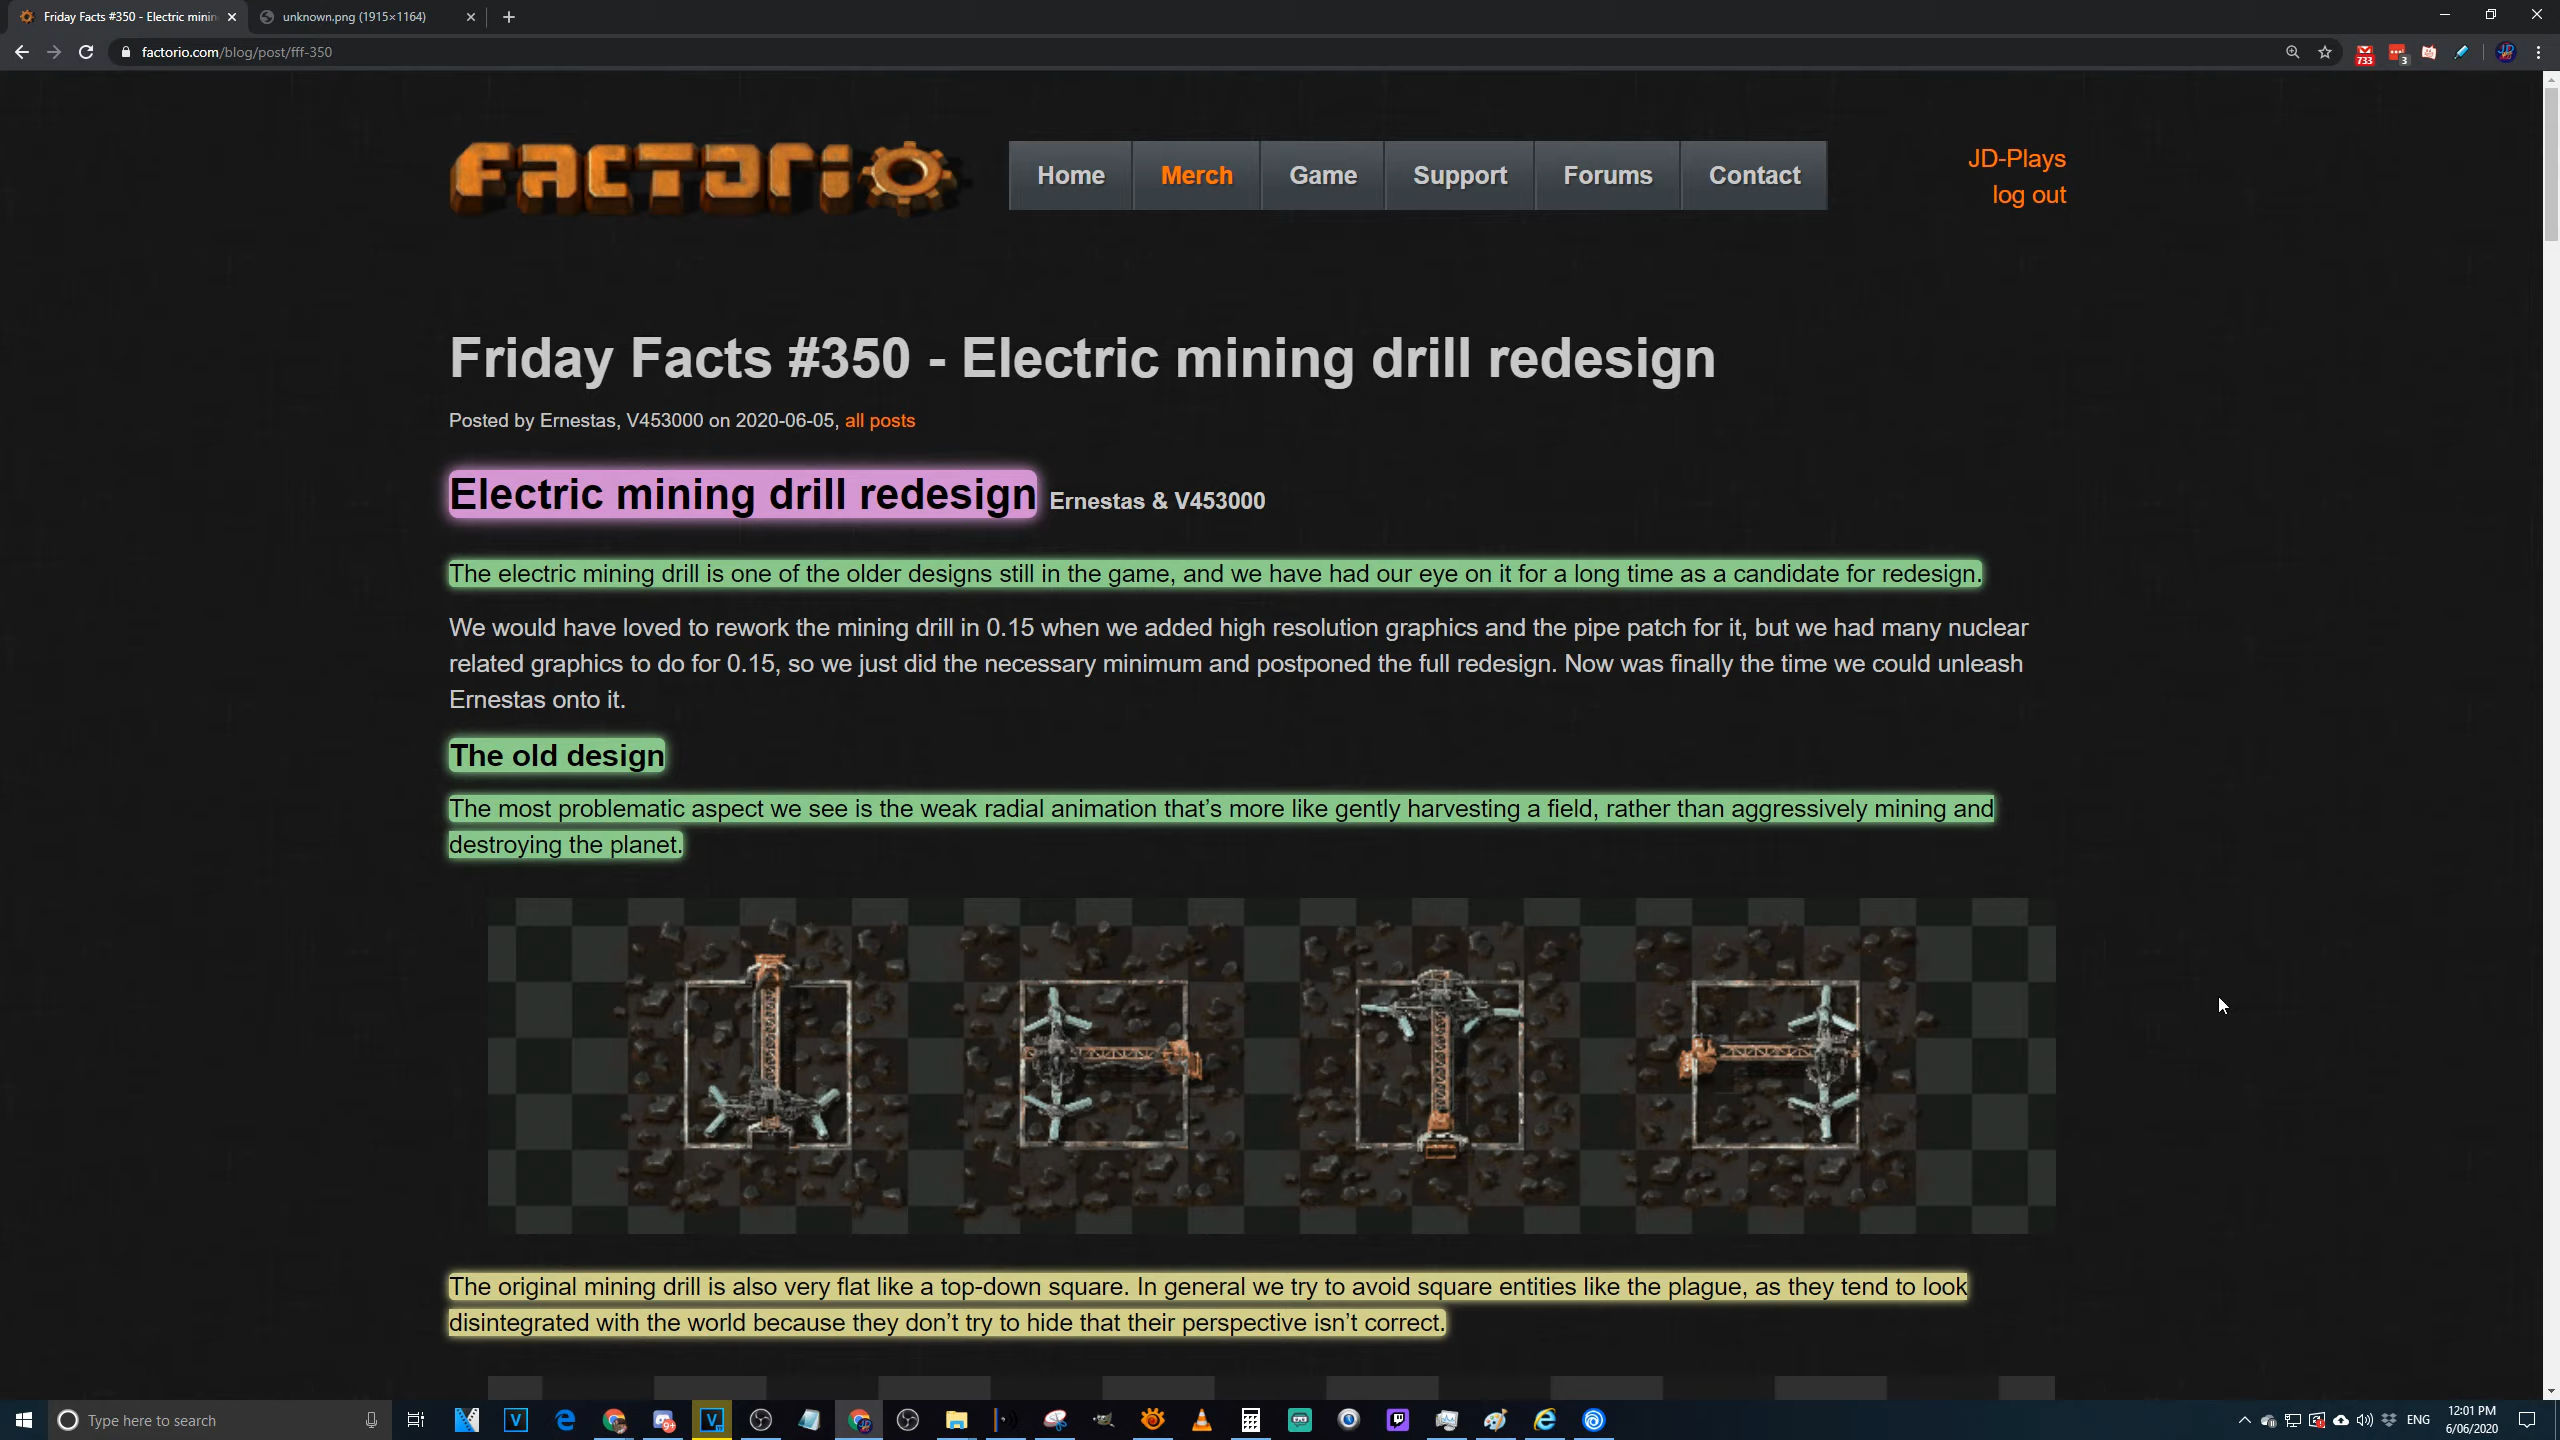 Friday Facts #350 - Electric minin
unknown.png (1915×1164)
factorio.com/blog/post/fff-350
733
3
FACTORIO
Home
Merch
Game
Support
Forums
Contact
JD-Plays
log out
Friday Facts #350 - Electric mining drill redesign
Posted by Ernestas, V453000 on 2020-06-05, all posts
Electric mining drill redesign Ernestas & V453000
The electric mining drill is one of the older designs still in the game, and we have had our eye on it for a long time as a candidate for redesign.
We would have loved to rework the mining drill in 0.15 when we added high resolution graphics and the pipe patch for it, but we had many nuclear
related graphics to do for 0.15, so we just did the necessary minimum and postponed the full redesign. Now was finally the time we could unleash
Ernestas onto it.
The old design
The most problematic aspect we see is the weak radial animation that’s more like gently harvesting a field, rather than aggressively mining and
destroying the planet.
The original mining drill is also very flat like a top-down square. In general we try to avoid square entities like the plague, as they tend to look
disintegrated with the world because they don’t try to hide that their perspective isn’t correct.
Type here to search
9+
ENG
12:01 PM
6/06/2020